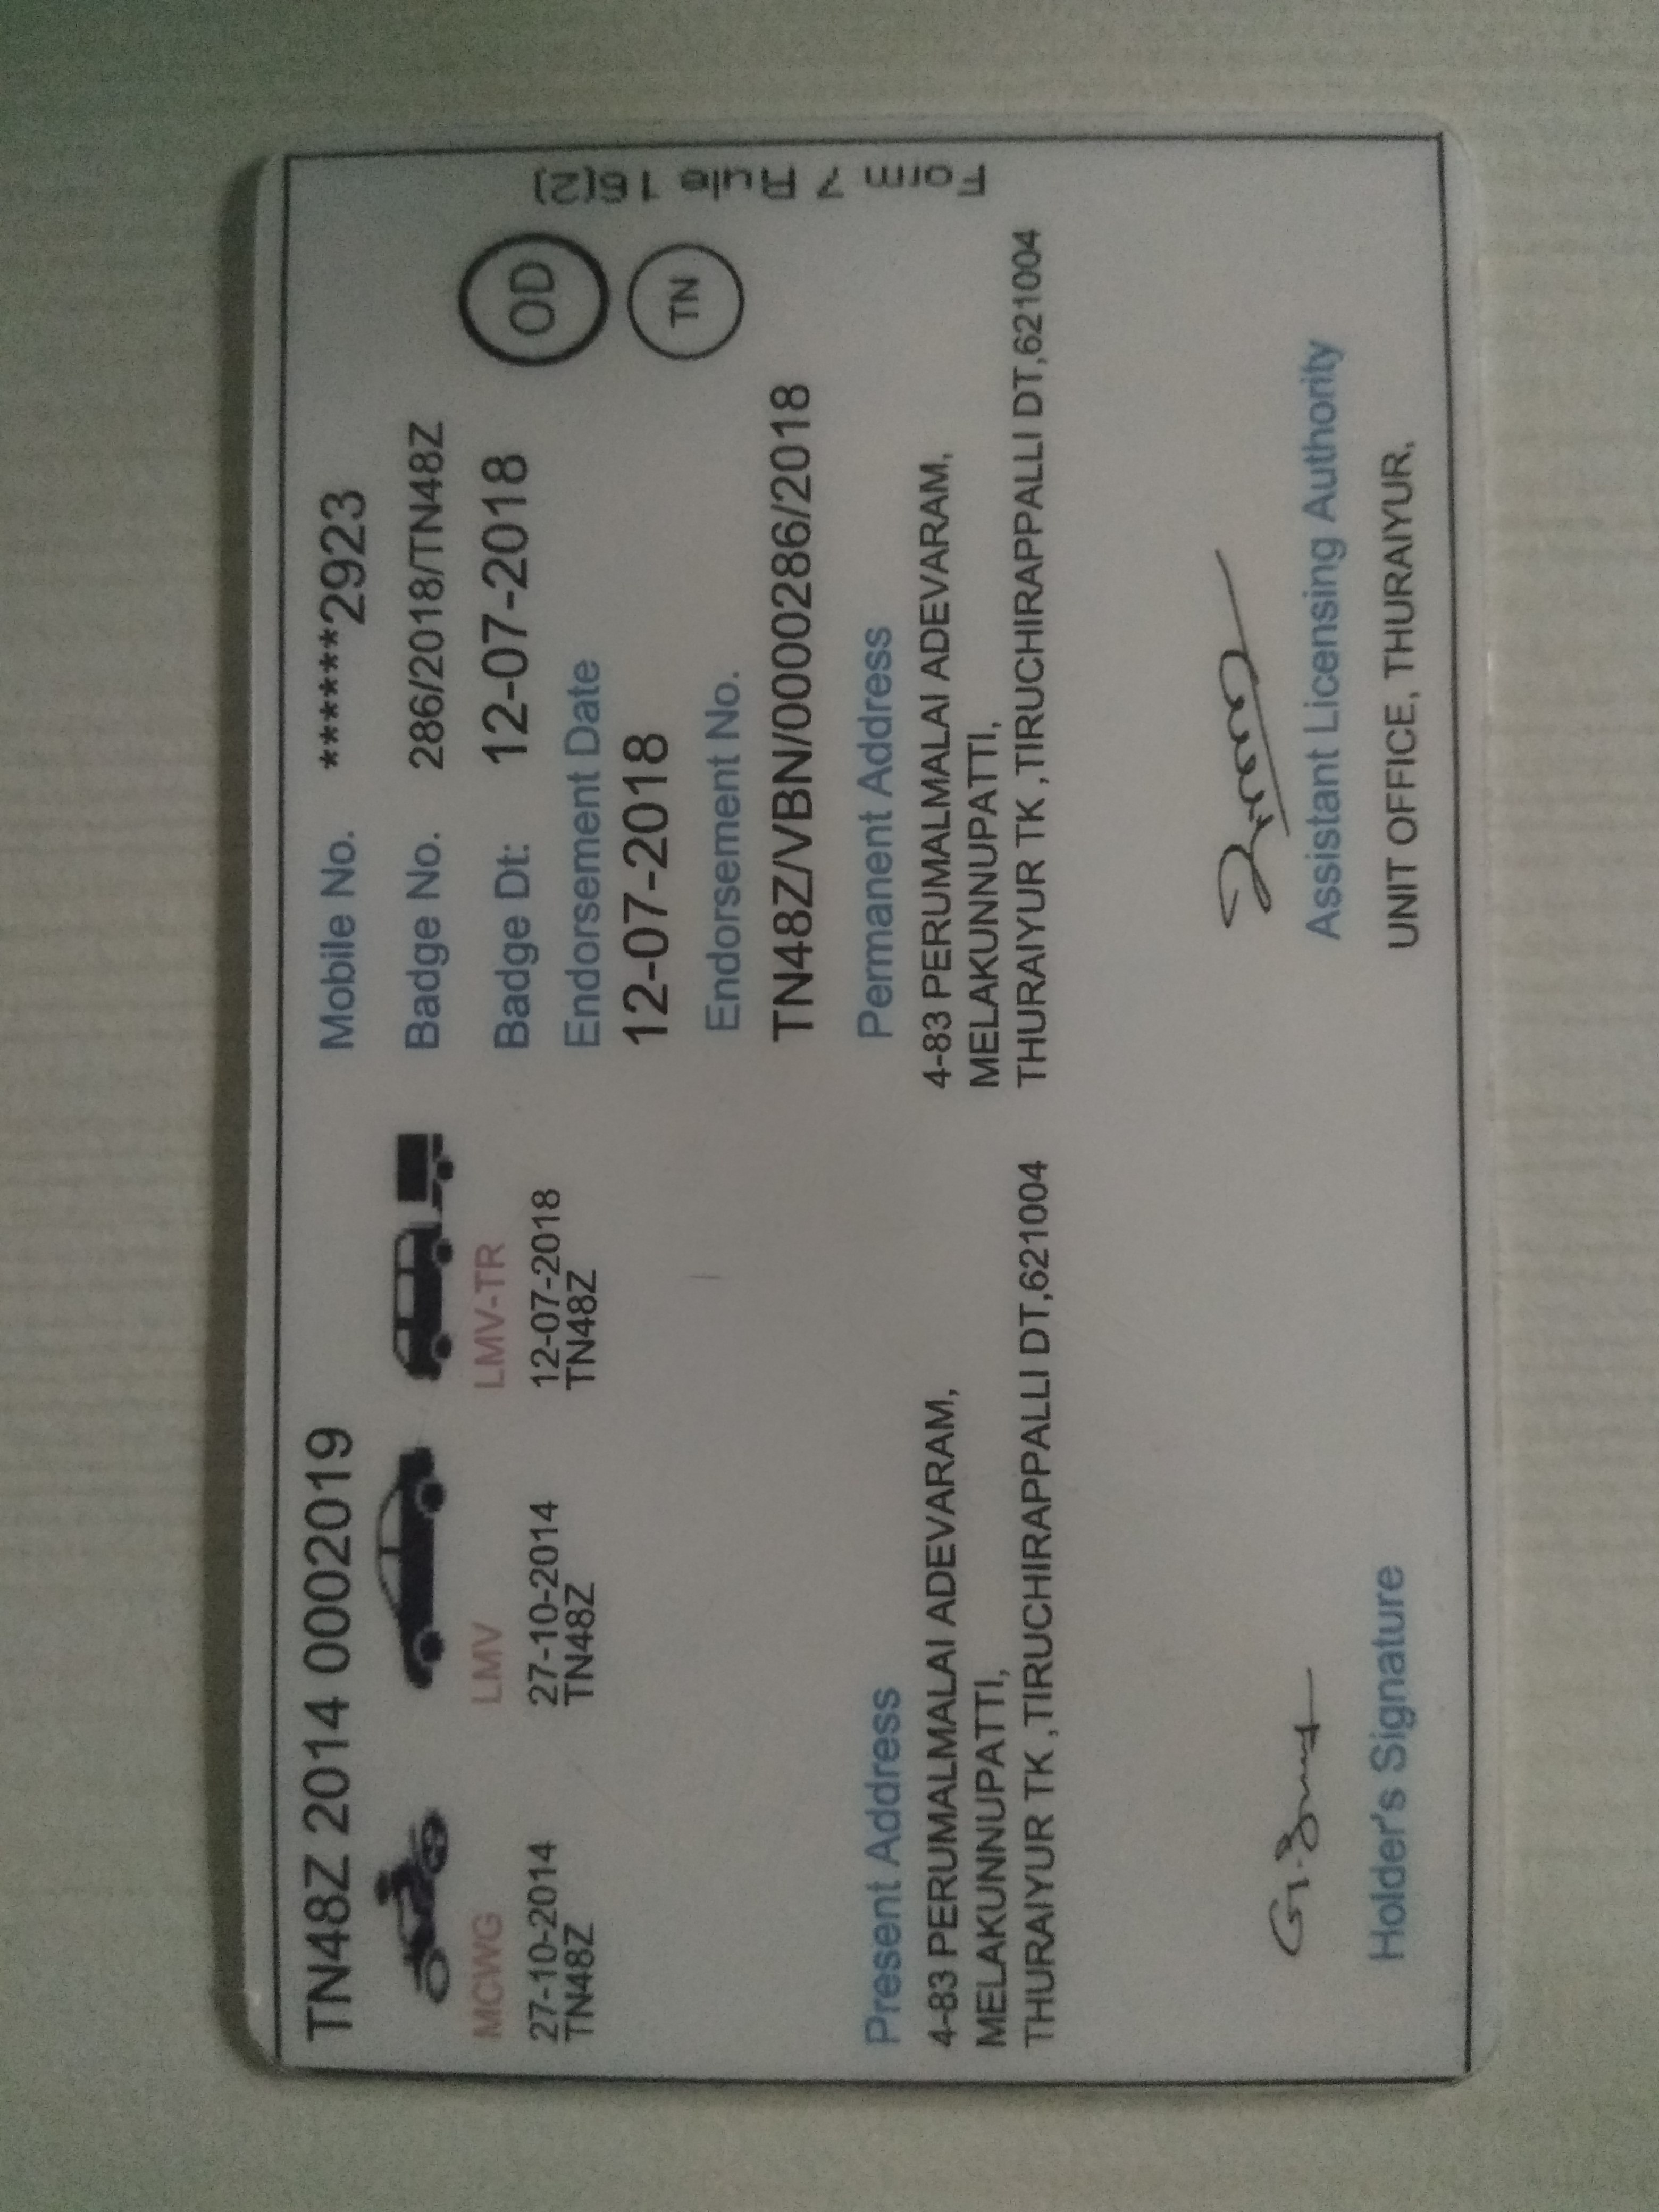 TN48Z 2014 0002019
MCWG
27-10-2014
TN48Z
LMV
27-10-2014
TN48Z
LMV-TR
12-07-2018
TN48Z
Mobile No. ******2923
Badge No. 286/2018/TN48Z
Badge Dt: 12-07-2018
Endorsement Date
12-07-2018
Endorsement No.
TN48Z/VBN/0000286/2018
OD
TN
Form 7 Rule 16(2)
Present Address
4-83 PERUMALMALAI ADEVARAM,
MELAKUNNUPATTI,
THURAIYUR TK ,TIRUCHIRAPPALLI DT,621004
Permanent Address
4-83 PERUMALMALAI ADEVARAM,
MELAKUNNUPATTI,
THURAIYUR TK ,TIRUCHIRAPPALLI DT,621004
Holder's Signature
Assistant Licensing Authority
UNIT OFFICE, THURAIYUR.